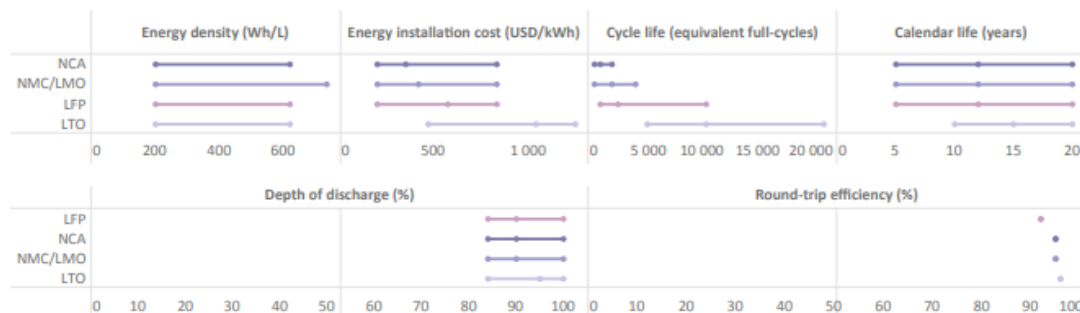 Energy density (Wh/L) Energy installation cost (USD/kWh) Cycle life (equivalent full-cycles) Calendar life (years)
NCA
NMC/LMO
LFP
LTO
0 200 400 600 0 500 1 000 0 5 000 10 000 15 000 20 000 0 5 10 15 20
Depth of discharge (%) Round-trip efficiency (%)
LFP
NCA
NMC/LMO
LTO
0 10 20 30 40 50 60 70 80 90 100 0 10 20 30 40 50 60 70 80 90 100